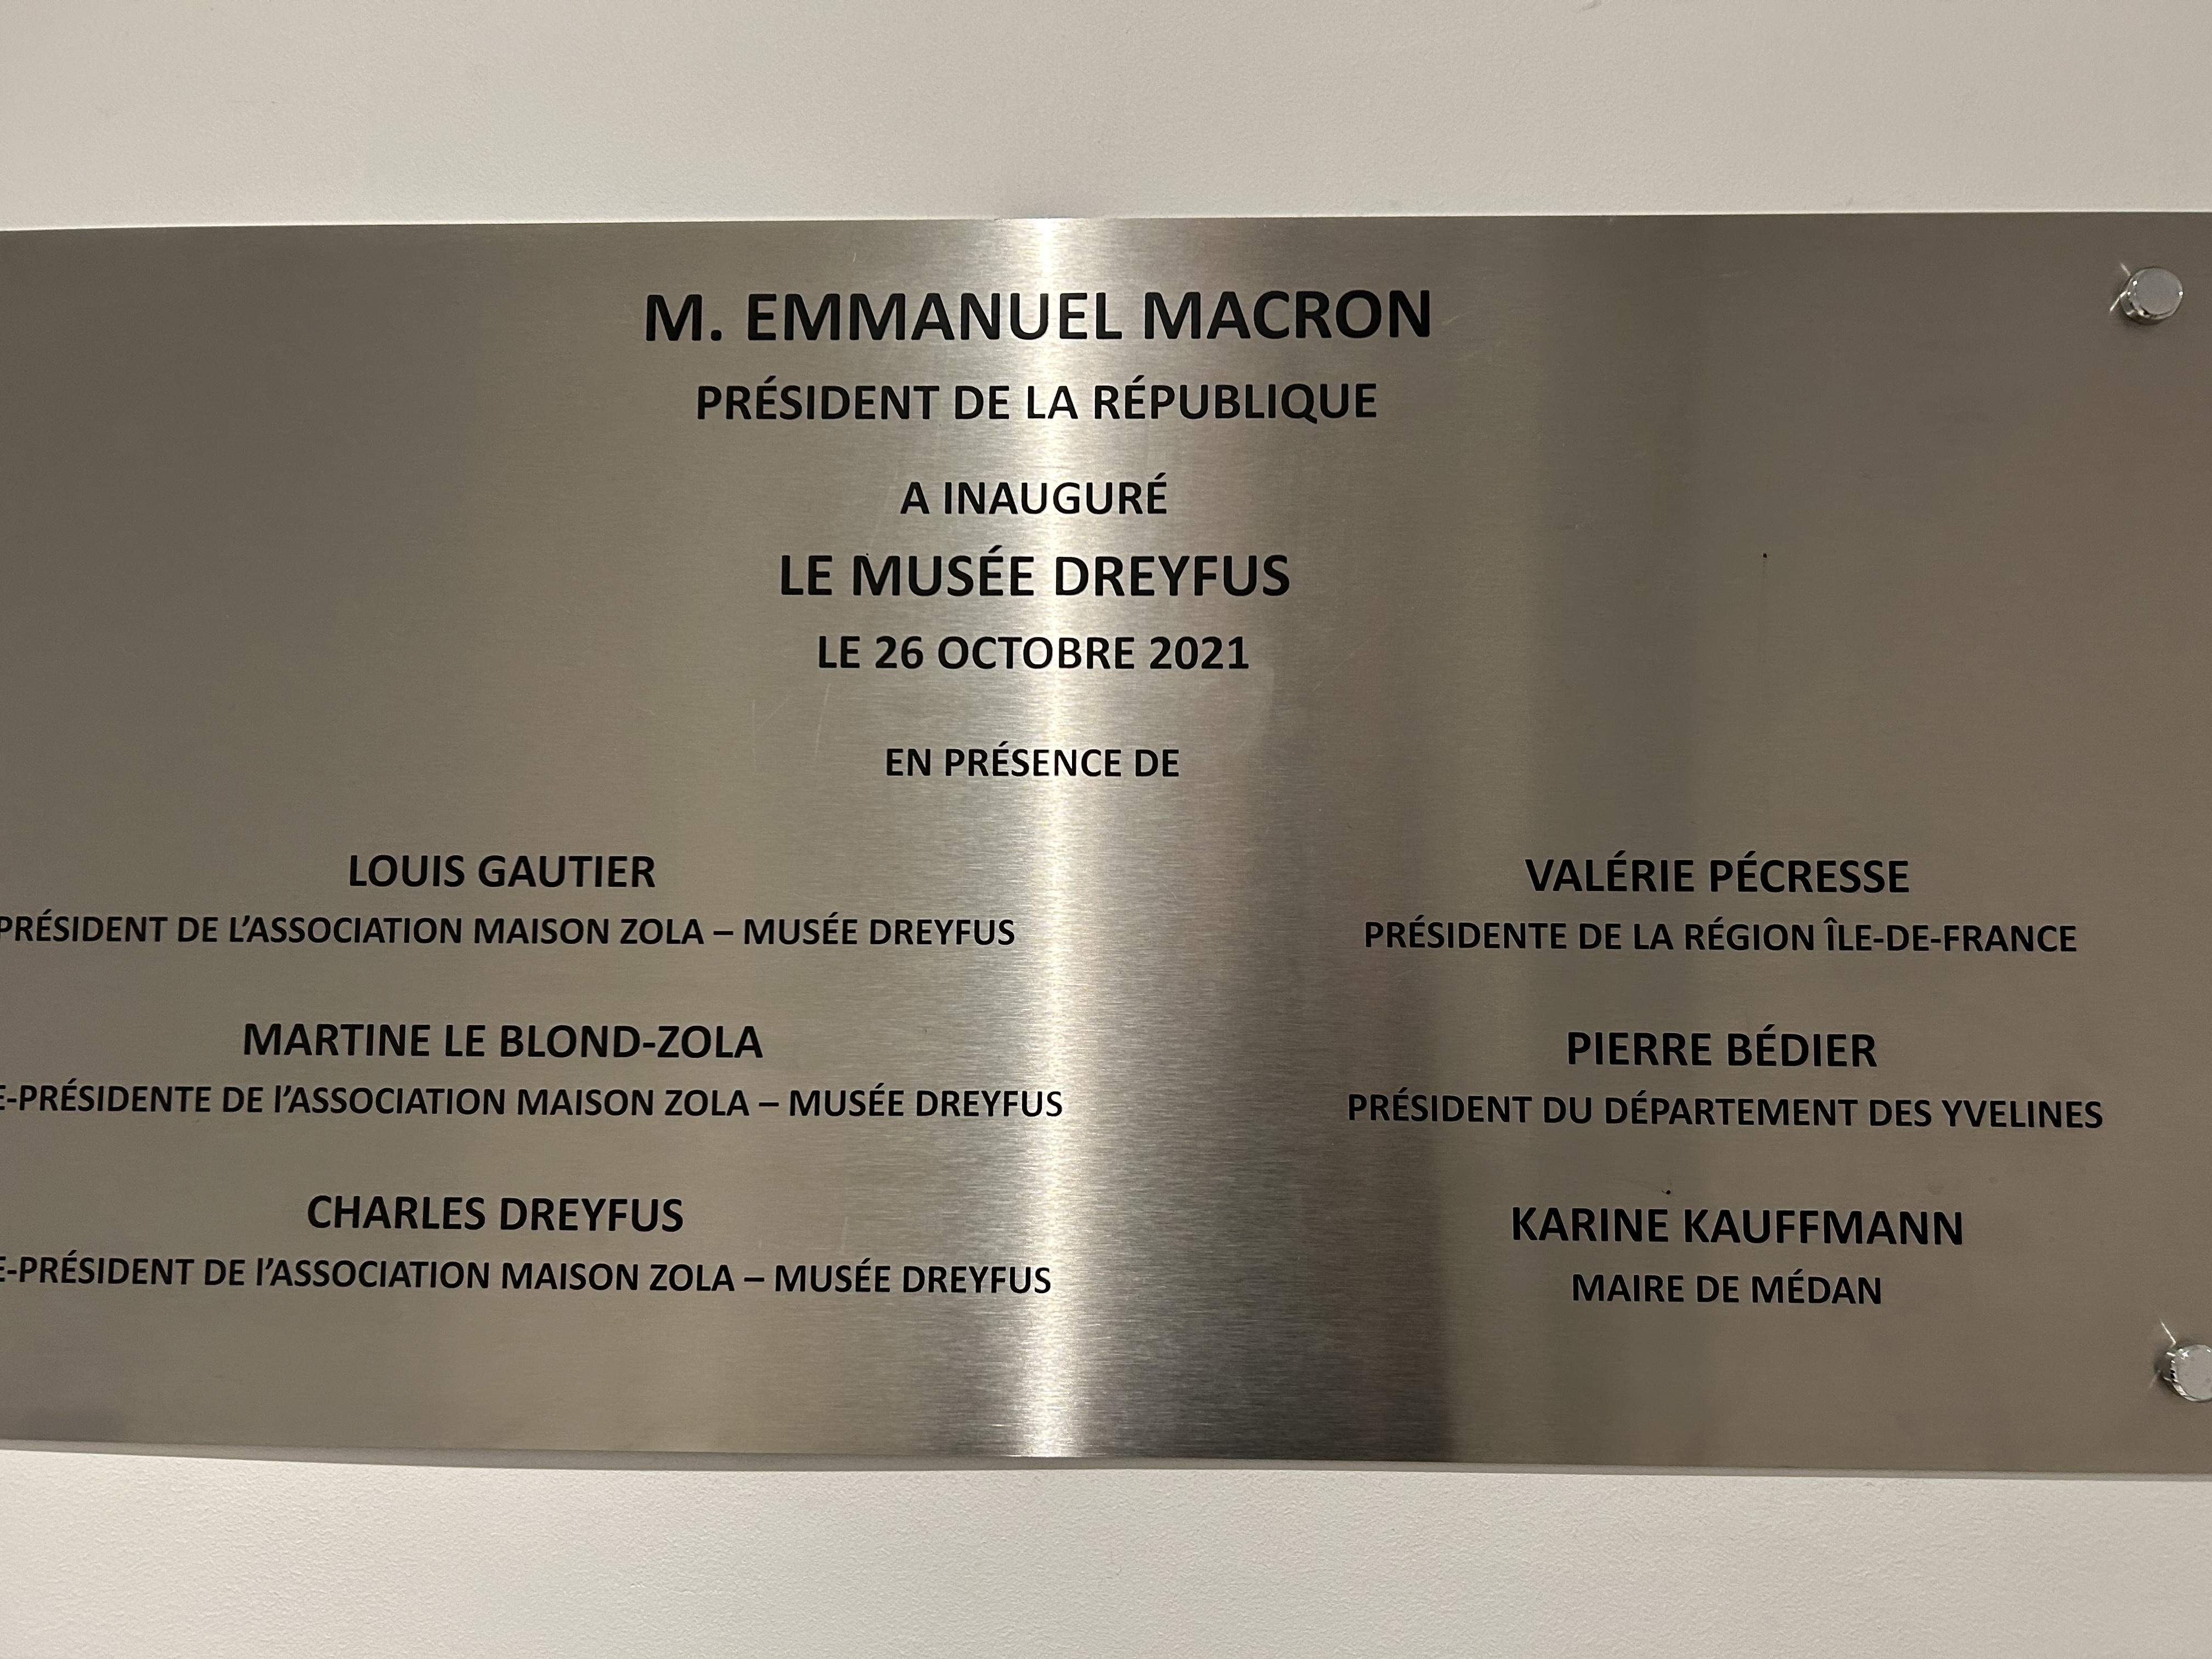 M. EMMANUEL MACRON
PRÉSIDENT DE LA RÉPUBLIQUE
A INAUGURÉ
LE MUSÉE DREYFUS
LE 26 OCTOBRE 2021
EN PRÉSENCE DE
LOUIS GAUTIER
PRÉSIDENT DE L'ASSOCIATION MAISON ZOLA – MUSÉE DREYFUS
MARTINE LE BLOND-ZOLA
E-PRÉSIDENTE DE l'ASSOCIATION MAISON ZOLA – MUSÉE DREYFUS
CHARLES DREYFUS
E-PRÉSIDENT DE l'ASSOCIATION MAISON ZOLA – MUSÉE DREYFUS
VALÉRIE PÉCRESSE
PRÉSIDENTE DE LA RÉGION ÎLE-DE-FRANCE
PIERRE BÉDIER
PRÉSIDENT DU DÉPARTEMENT DES YVELINES
KARINE KAUFFMANN
MAIRE DE MÉDAN